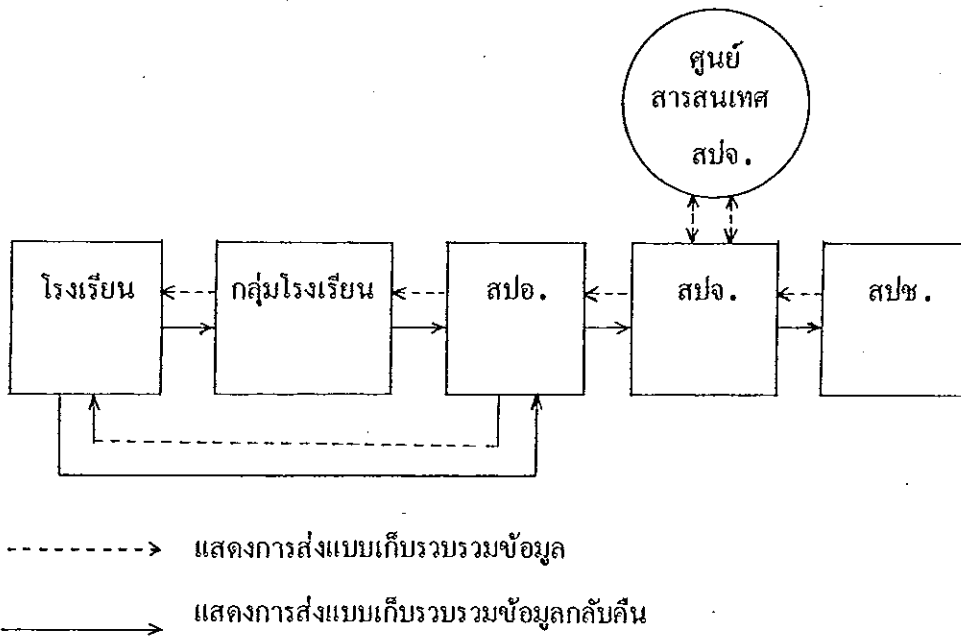 ศูนย์
สารสนเทศ
สปจ.
โรงเรียน
กลุ่มโรงเรียน
สปอ.
สปจ.
สปช.
แสดงการส่งแบบเก็บรวบรวมข้อมูล
แสดงการส่งแบบเก็บรวบรวมข้อมูลกลับคืน